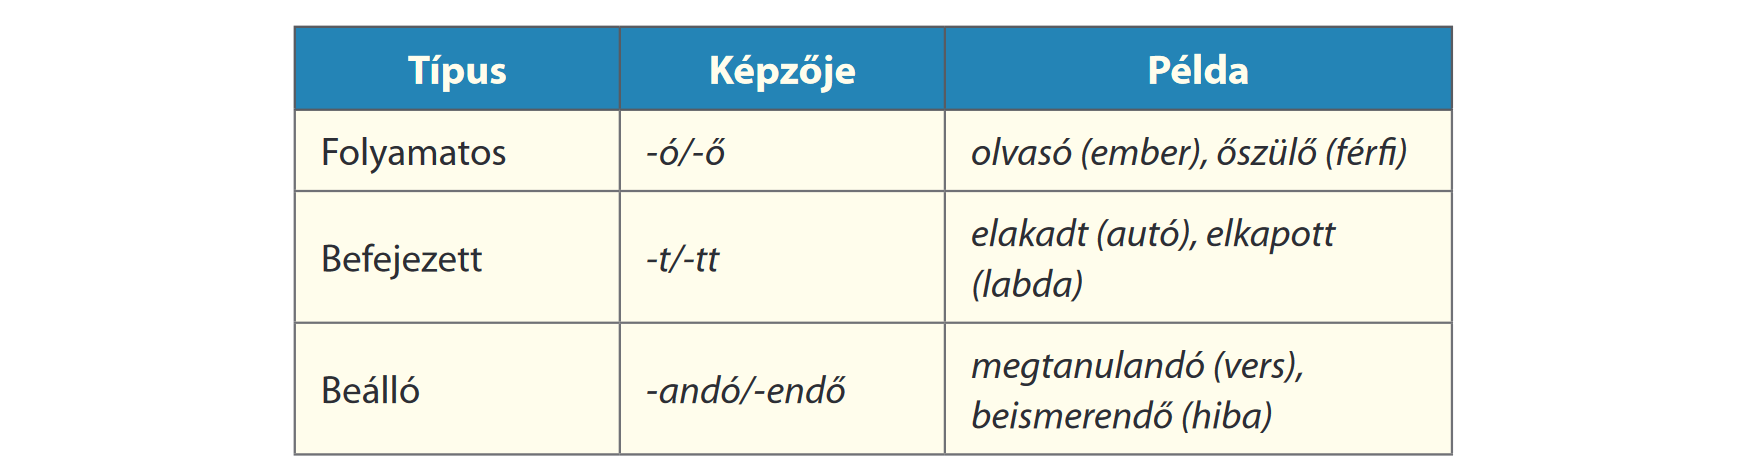 Típus Képzője Példa
Folyamatos -ó/-ő olvasó (ember), őszülő (férfi)
Befejezett -t/-tt elakadt (autó), elkapott
(labda)
Beálló -andó/-endő megtanulandó (vers),
beismerendő (hiba)